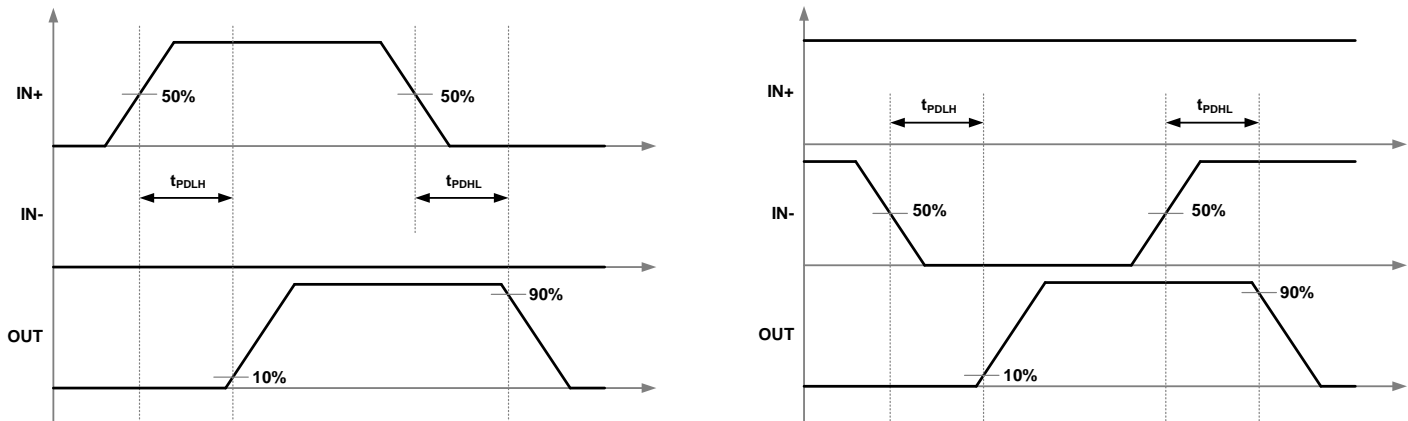 IN+
50%
50%
tPDLH
tPDHL
IN-
90%
OUT
10%
IN+
tPDLH
tPDHL
IN-
50%
50%
90%
OUT
10%